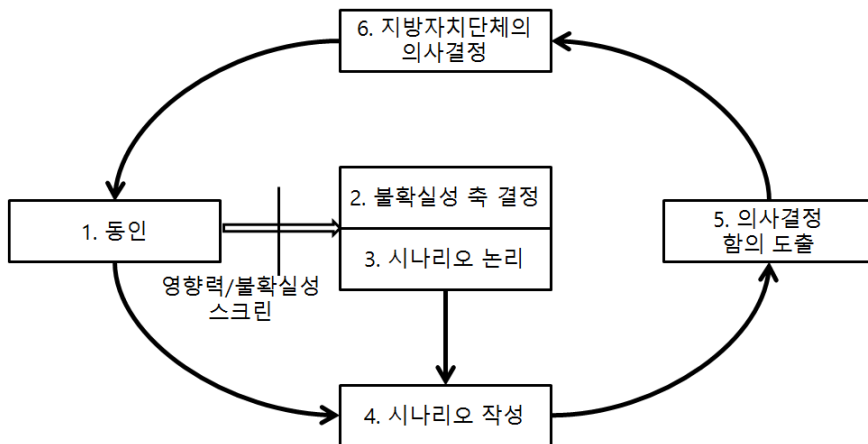 6. 지방자치단체의
의사결정
1. 동인
2. 불확실성 축 결정
3. 시나리오 논리
5. 의사결정
함의 도출
영향력/불확실성
스크린
4. 시나리오 작성